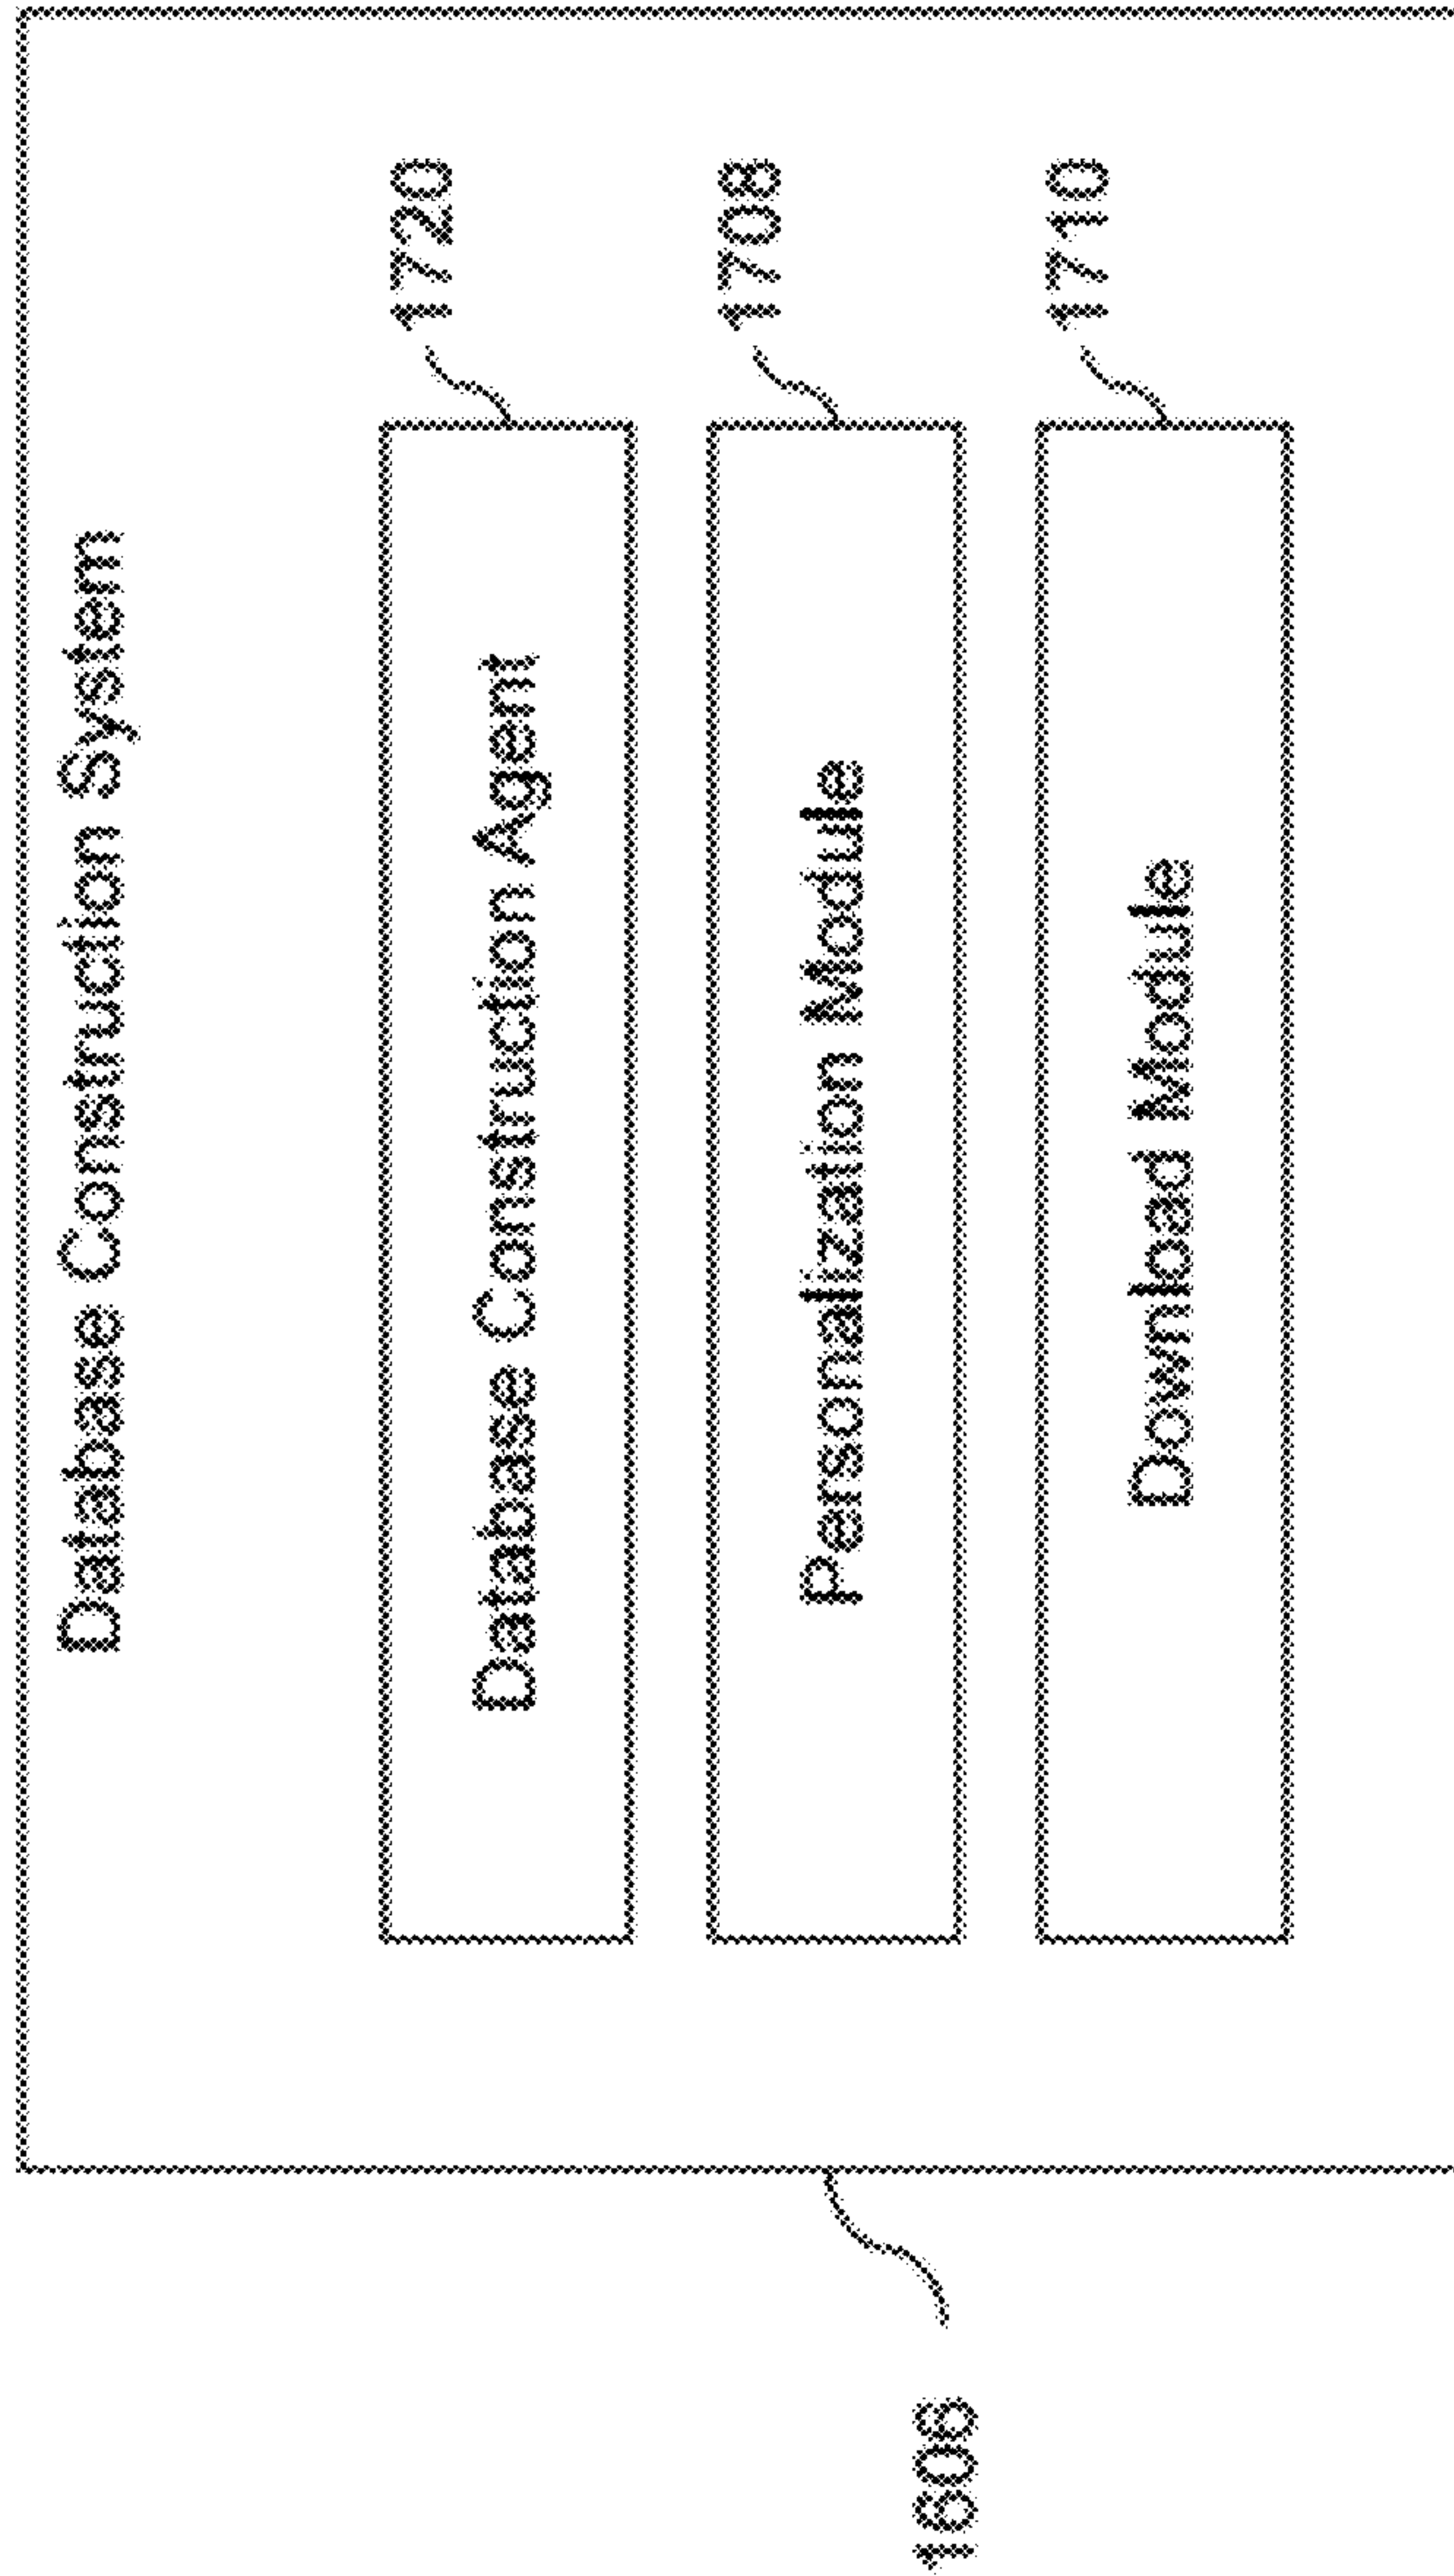 Database Construction System
Database Construction Agent
1720
Personalization Module
1708
Download Module
1710
1606